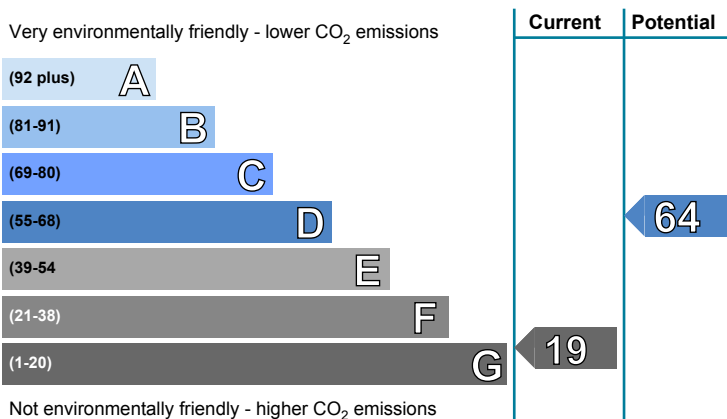 Current Potential
Very environmentally friendly - lower CO2 emissions
(92 plus) A
(81-91) B
(69-80) C
(55-68) D
64
(39-54 E
(21-38) F
(1-20) G
19
Not environmentally friendly - higher CO2 emissions